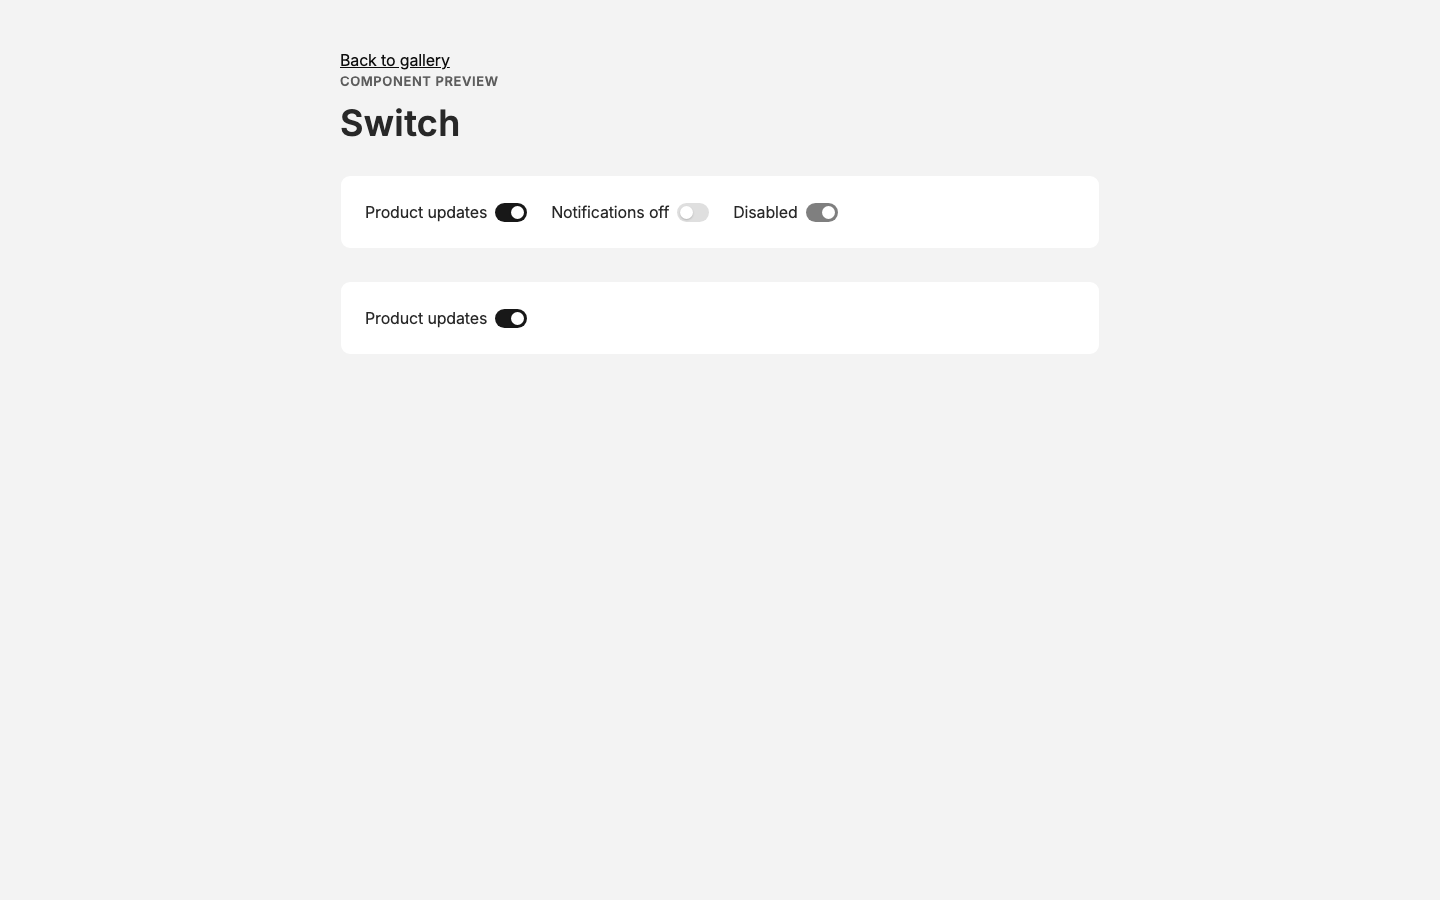 Back to gallery
COMPONENT PREVIEW
Switch
Product updates Notifications off Disabled
Product updates